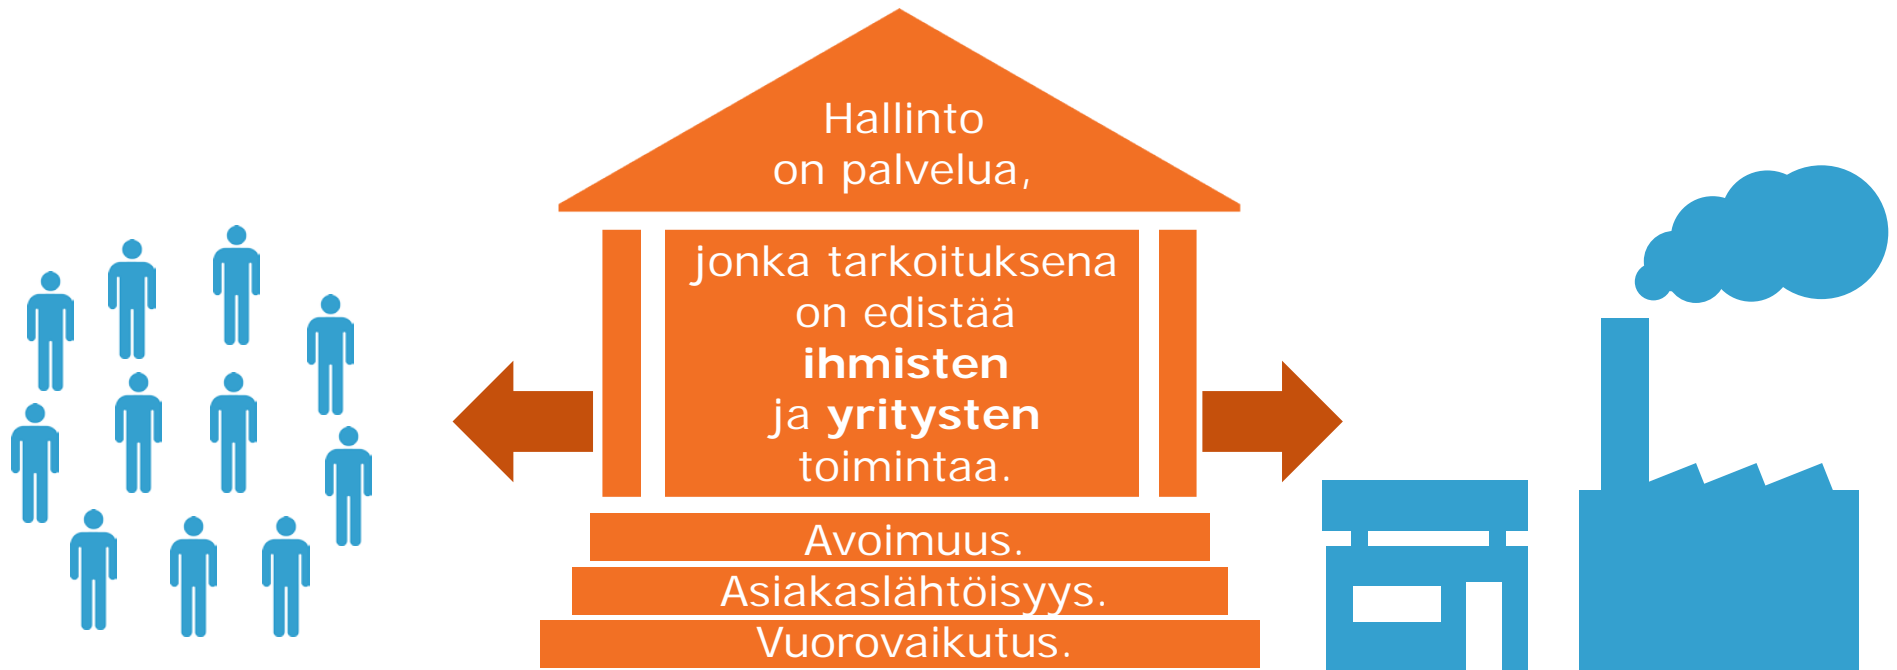 Hallinto
on palvelua,
jonka tarkoituksena
on edistää
ihmisten
ja yritysten
toimintaa.
Avoimuus.
Asiakaslähtöisyys.
Vuorovaikutus.